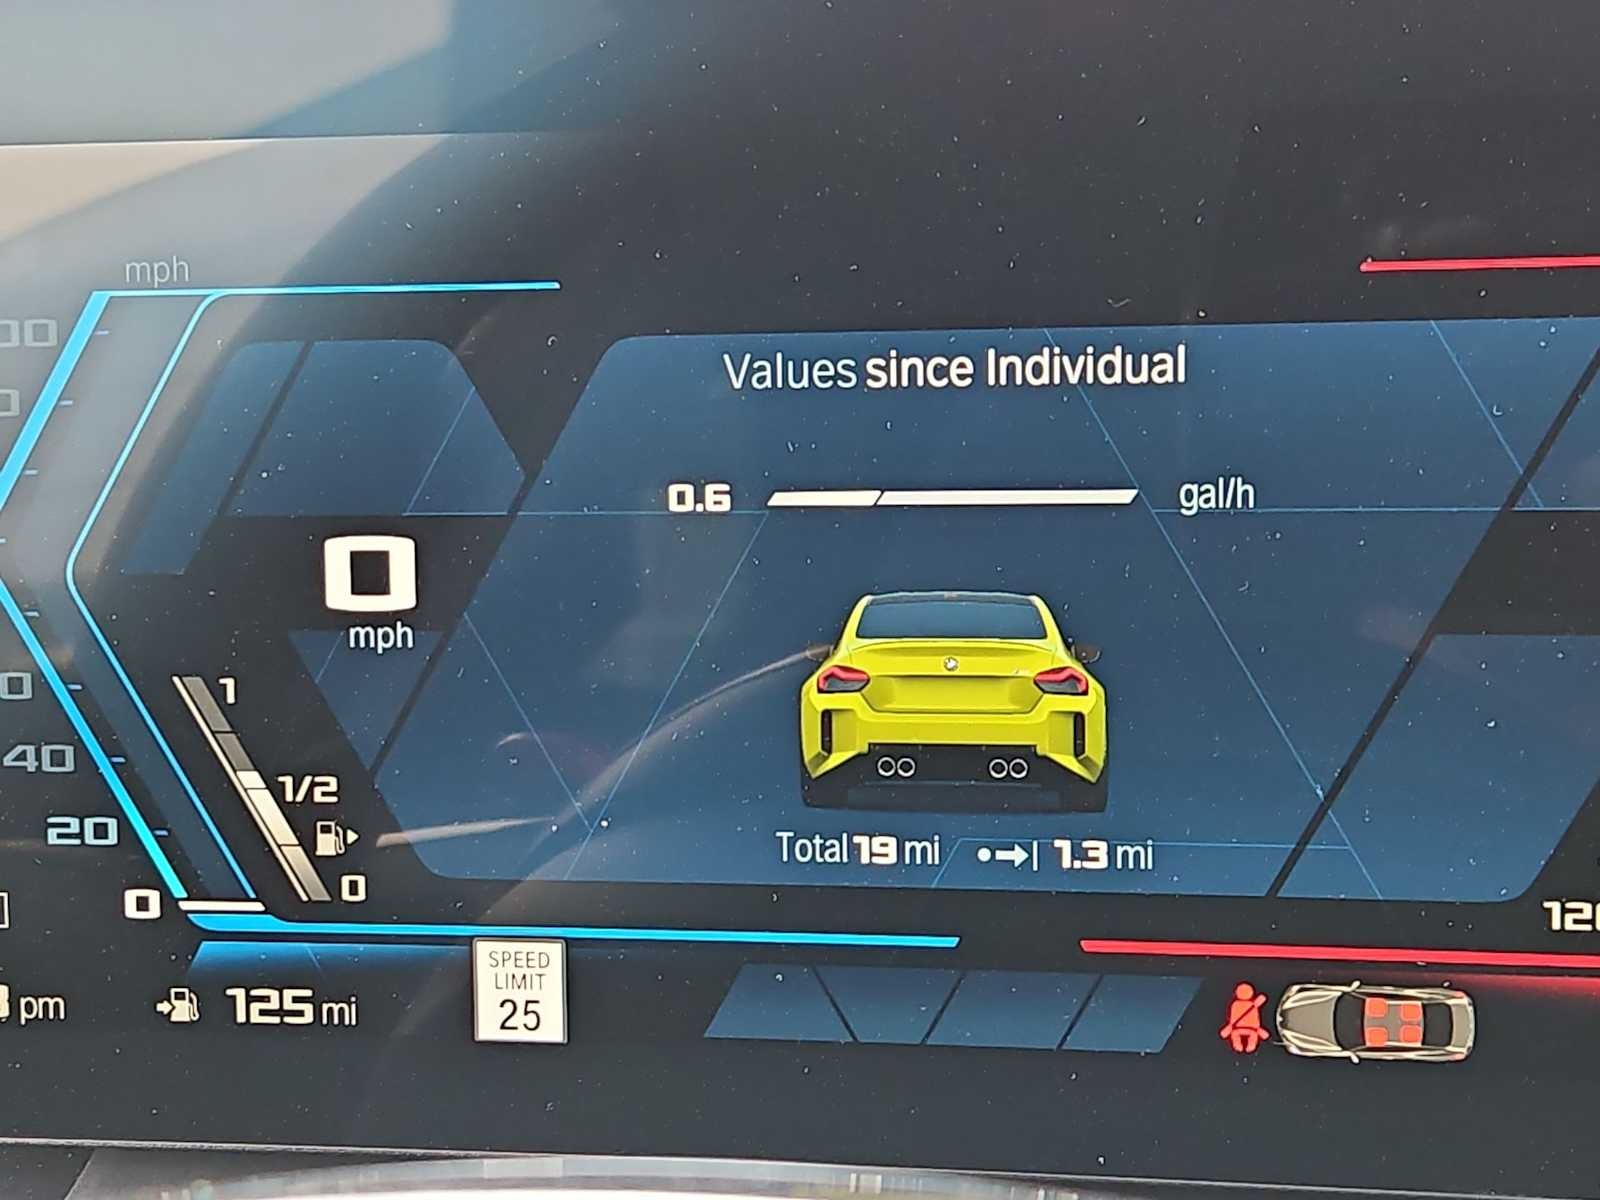 mph
Values since Individual
0.6 gal/h
0
mph
1
1/2
0
40
20
0
Total 19 mi 1.3 mi
pm
125 mi
SPEED
LIMIT
25